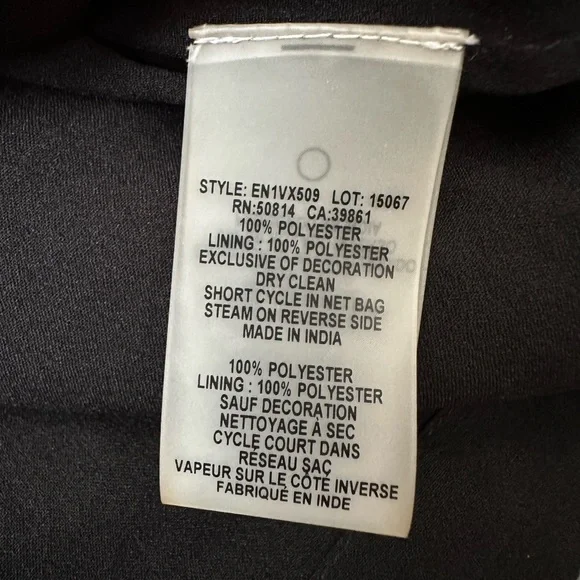 STYLE: EN1VX509 LOT: 15067
RN:50814 CA:39861
100% POLYESTER
LINING : 100% POLYESTER
EXCLUSIVE OF DECORATION
DRY CLEAN
SHORT CYCLE IN NET BAG
STEAM ON REVERSE SIDE
MADE IN INDIA
100% POLYESTER
LINING : 100% POLYESTER
SAUF DECORATION
NETTOYAGE À SEC
CYCLE COURT DANS
RÉSEAU SAC
VAPEUR SUR LE CÔTÉ INVERSE
FABRIQUÉ EN INDE